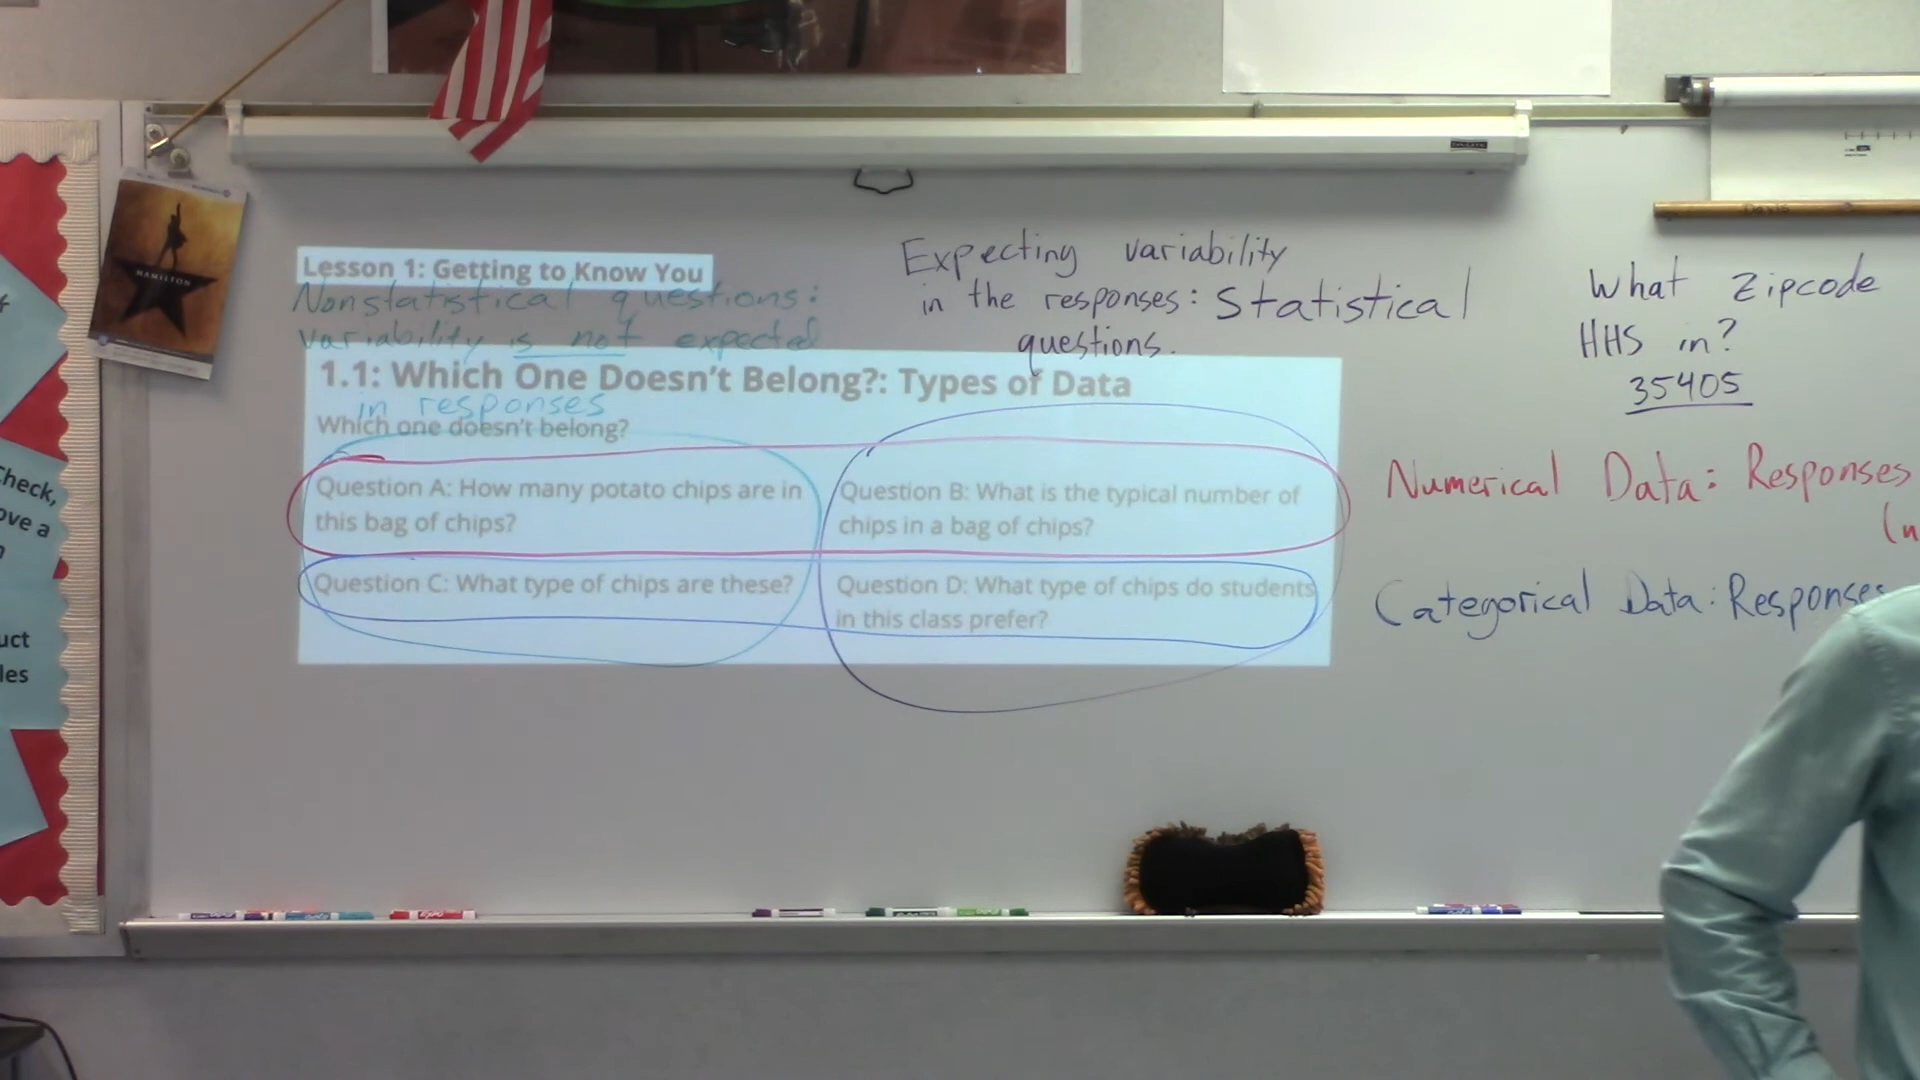 HAMILTON
Lesson 1: Getting to Know You
Nonstatistical questions:
variability is not expected
in responses
Expecting variability
in the responses: Statistical
questions.
What Zipcode
HHS in?
35405
1.1: Which One Doesn't Belong?: Types of Data
Which one doesn't belong?
Question A: How many potato chips are in
this bag of chips?
Question B: What is the typical number of
chips in a bag of chips?
Question C: What type of chips are these?
Question D: What type of chips do students
in this class prefer?
Numerical Data: Responses
Categorical Data: Responses
Check,
ove a
uct
les